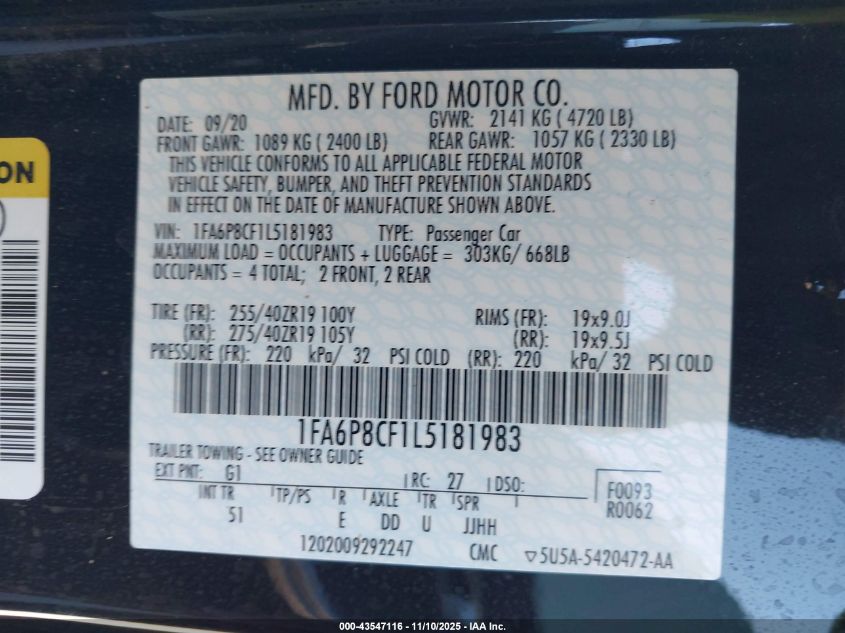 MFD. BY FORD MOTOR CO.
DATE: 09/20 GVWR: 2141 KG ( 4720 LB)
FRONT GAWR: 1089 KG ( 2400 LB) REAR GAWR: 1057 KG ( 2330 LB)
THIS VEHICLE CONFORMS TO ALL APPLICABLE FEDERAL MOTOR
VEHICLE SAFETY, BUMPER, AND THEFT PREVENTION STANDARDS
IN EFFECT ON THE DATE OF MANUFACTURE SHOWN ABOVE.
VIN: 1FA6P8CF1L5181983 TYPE: Passenger Car
MAXIMUM LOAD = OCCUPANTS + LUGGAGE = 303KG/ 668LB
OCCUPANTS = 4 TOTAL; 2 FRONT, 2 REAR
TIRE (FR): 255/40ZR19 100Y RIMS (FR): 19x9.0J
(RR): 275/40ZR19 105Y (RR): 19x9.5J
PRESSURE (FR): 220 kPa/ 32 PSI COLD (RR): 220 kPa/ 32 PSI COLD
1FA6P8CF1L5181983
TRAILER TOWING - SEE OWNER GUIDE
EXT PNT: G1 RC: 27 DSO: F0093
INT TR TP/PS R AXLE TR SPR R0062
51 E DD U JJHH
1202009292247 CMC ▽5U5A-5420472-AA
ON
000-43547116 - 11/10/2025 - IAA Inc.